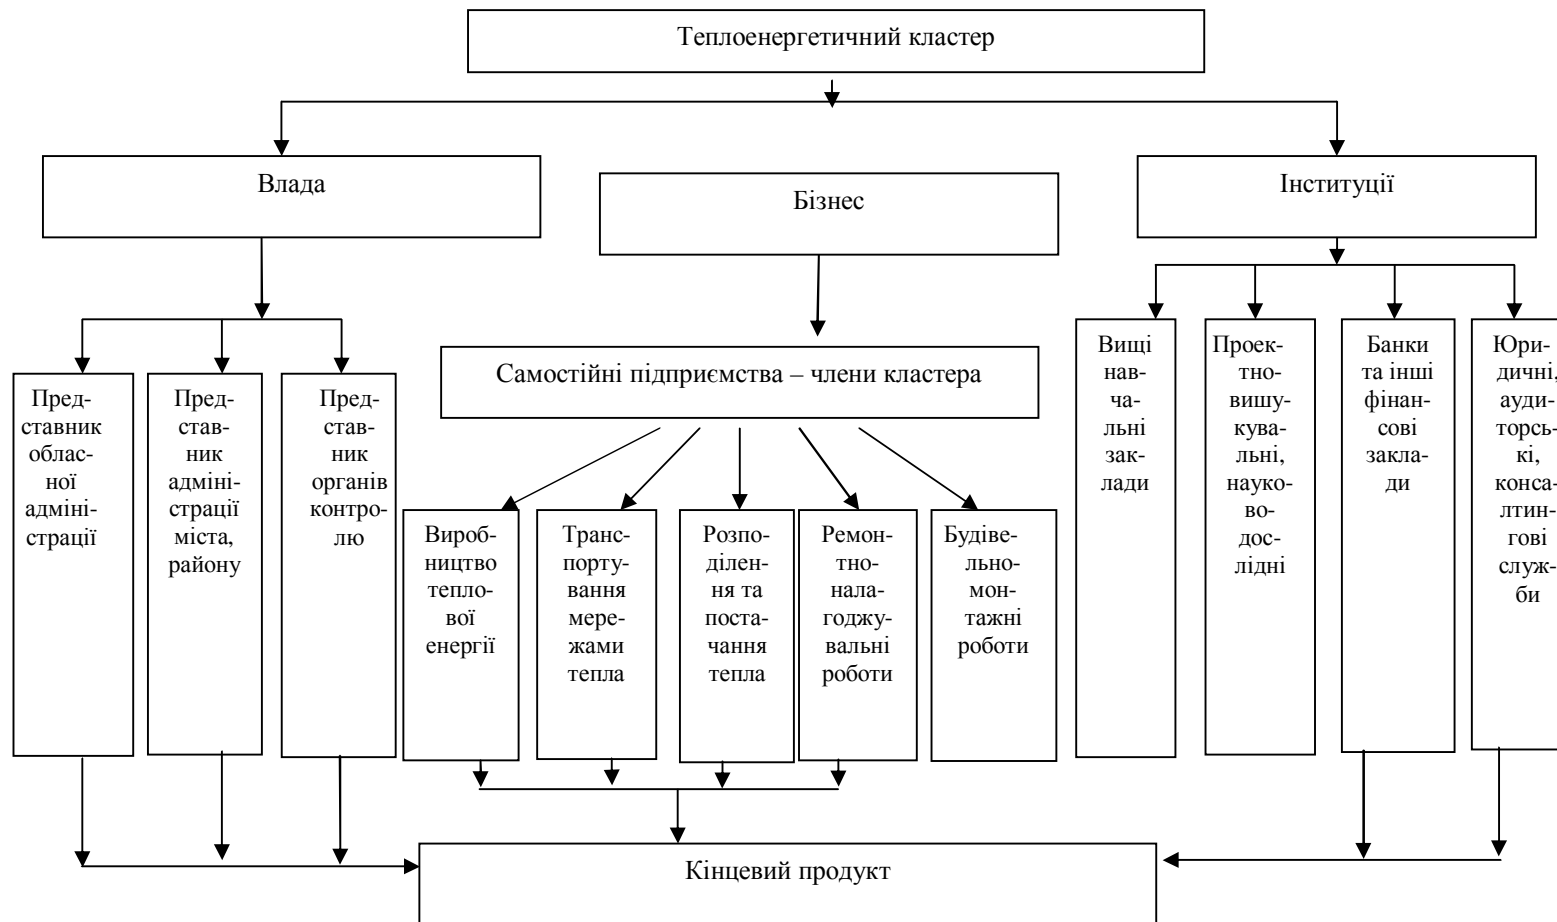 Теплоенергетичний кластер
Влада
Бізнес
Інституції
Самостійні підприємства – члени кластера
Пред-
ставник
облас-
ної
адміні-
страції
Пред-
став-
ник
адміні-
страції
міста,
району
Пред-
став-
ник
органів
контро-
лю
Вироб-
ництво
тепло-
вої
енергії
Транс-
порту-
вання
мере-
жами
тепла
Розпо-
ділен-
ня та
поста-
чання
тепла
Ремон-
тно-
нала-
годжу-
вальні
роботи
Будіве-
льно-
мон-
тажні
роботи
Вищі
нав-
ча-
льні
зак-
лади
Проек-
тно-
вишу-
кува-
льні,
науко-
во-
дос-
лідні
Банки
та інші
фінан-
сові
закла-
ди
Юри-
дичні,
ауди-
торсь-
кі,
конса-
лтин-
гові
служ-
би
Кінцевий продукт